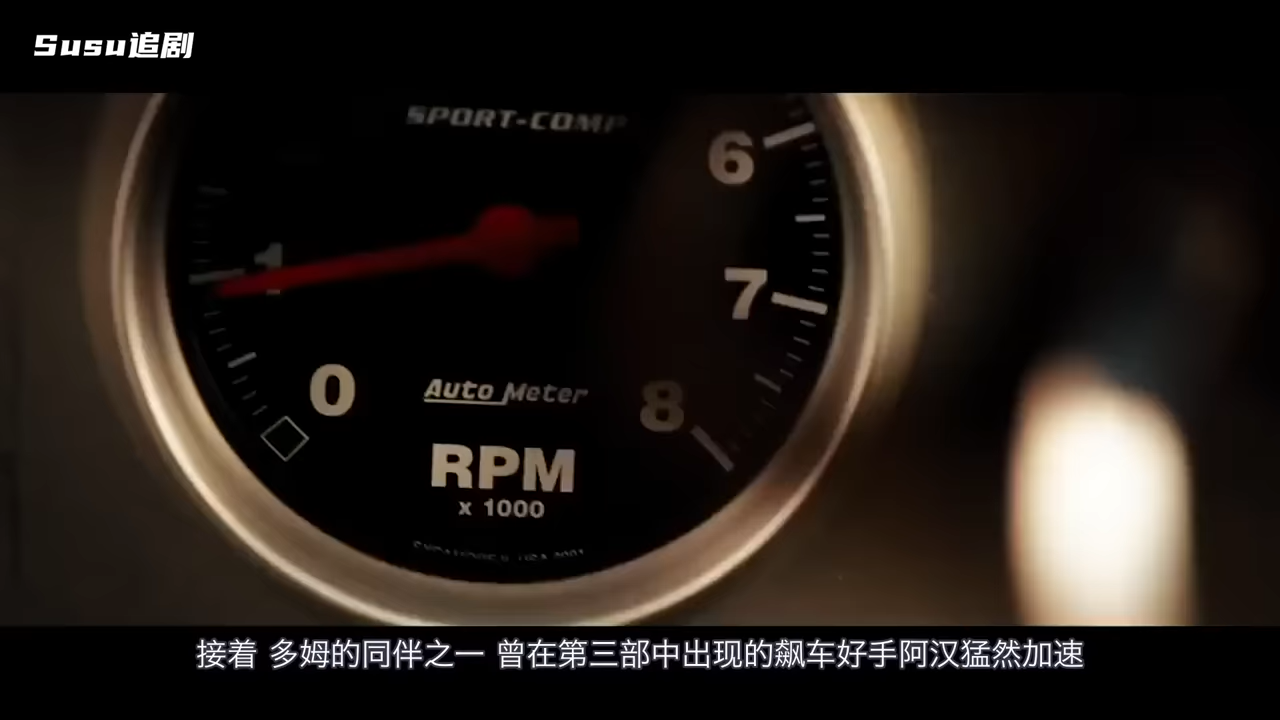 Susu追剧
SPORT-COMP
6
1
7
0
Auto Meter
8
RPM
x 1000
接着 多姆的同伴之一 曾在第三部中出现的飙车好手阿汉猛然加速